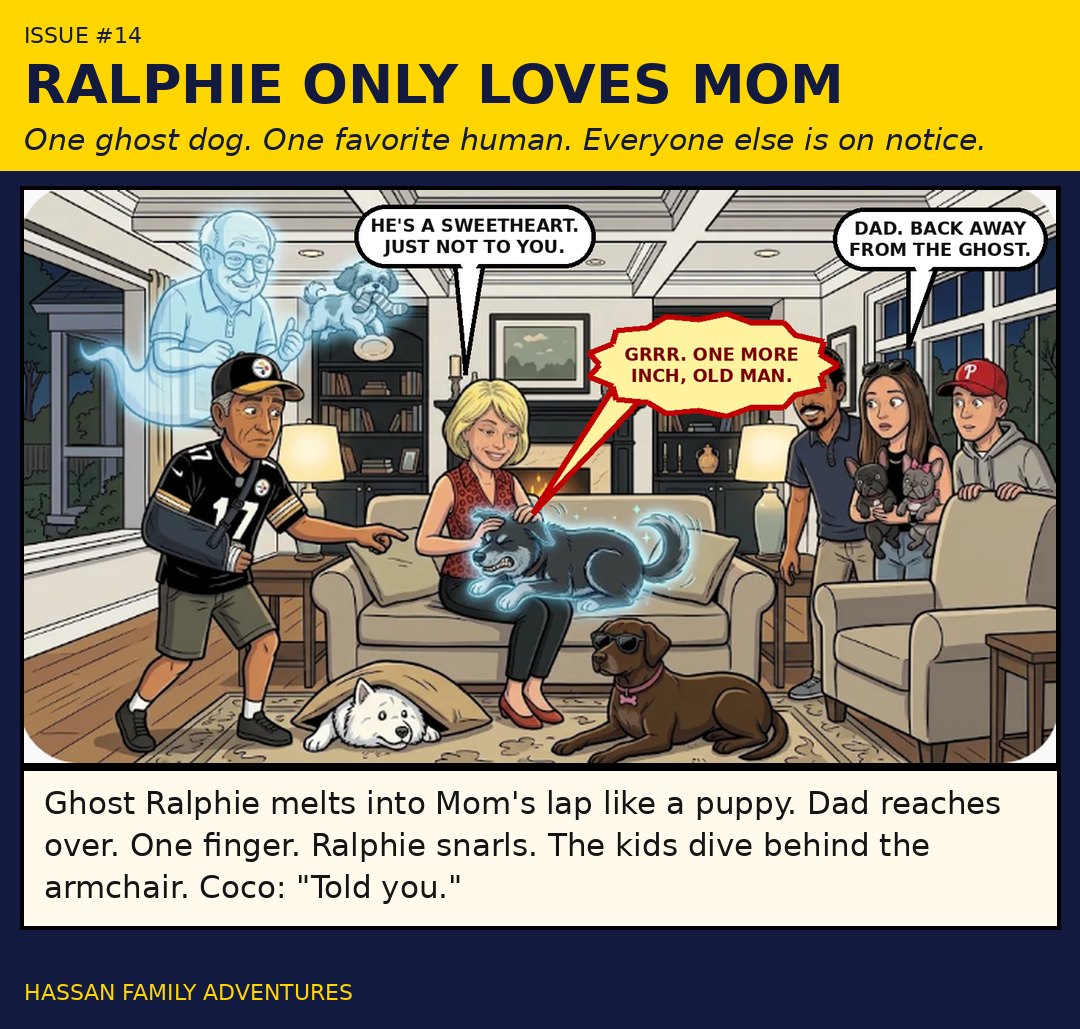 ISSUE #14
RALPHIE ONLY LOVES MOM
One ghost dog. One favorite human. Everyone else is on notice.
HE'S A SWEETHEART.
JUST NOT TO YOU.
DAD. BACK AWAY
FROM THE GHOST.
GRRR. ONE MORE
INCH, OLD MAN.
P
17
17
Ghost Ralphie melts into Mom's lap like a puppy. Dad reaches
over. One finger. Ralphie snarls. The kids dive behind the
armchair. Coco: "Told you."
HASSAN FAMILY ADVENTURES